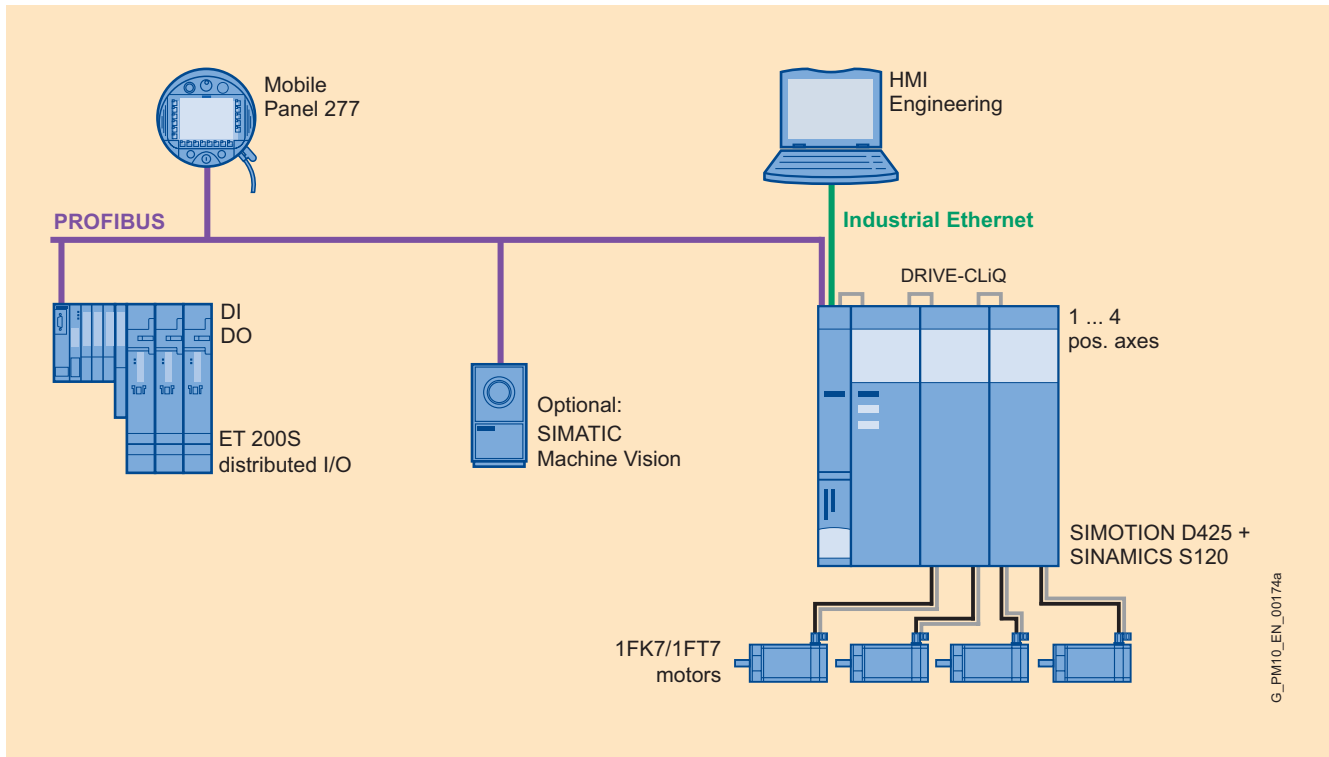 Mobile
Panel 277
HMI
Engineering
PROFIBUS
Industrial Ethernet
DRIVE-CLiQ
DI
DO
1 ... 4
pos. axes
Optional:
SIMATIC
Machine Vision
ET 200S
distributed I/O
SIMOTION D425 +
SINAMICS S120
1FK7/1FT7
motors
G_PM10_EN_00174a